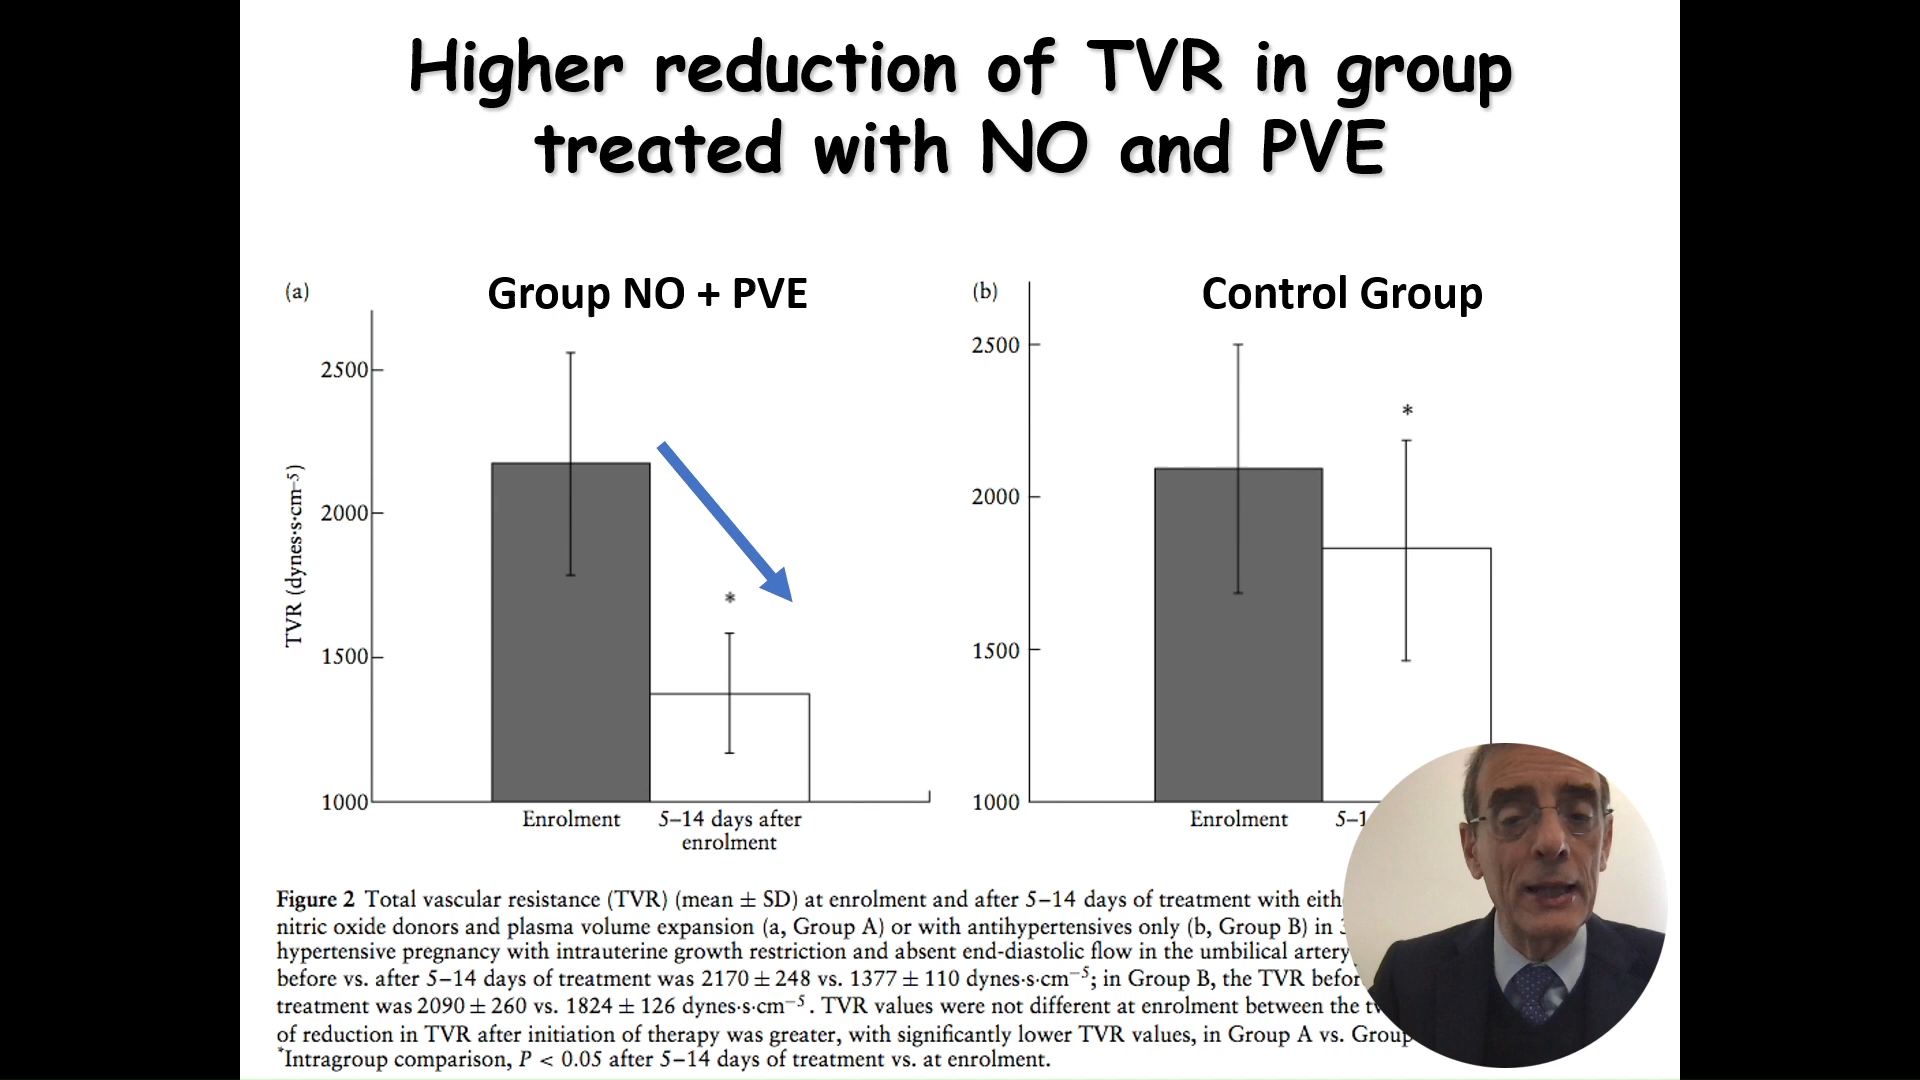 Higher reduction of TVR in group
treated with NO and PVE
(a)
Group NO + PVE
2500
2000
1500
1000
TVR (dynes·s·cm−5)
*
Enrolment
5–14 days after
enrolment
(b)
Control Group
2500
2000
1500
1000
*
Enrolment
Figure 2 Total vascular resistance (TVR) (mean ± SD) at enrolment and after 5–14 days of treatment with
nitric oxide donors and plasma volume expansion (a, Group A) or with antihypertensives only (b, Group B) in
hypertensive pregnancy with intrauterine growth restriction and absent end-diastolic flow in the umbilical artery
before vs. after 5–14 days of treatment was 2170 ± 248 vs. 1377 ± 110 dynes·s·cm−5; in Group B, the TVR
treatment was 2090 ± 260 vs. 1824 ± 126 dynes·s·cm−5. TVR values were not different at enrolment between the
of reduction in TVR after initiation of therapy was greater, with significantly lower TVR values, in Group A vs. Group
*Intragroup comparison, P < 0.05 after 5–14 days of treatment vs. at enrolment.